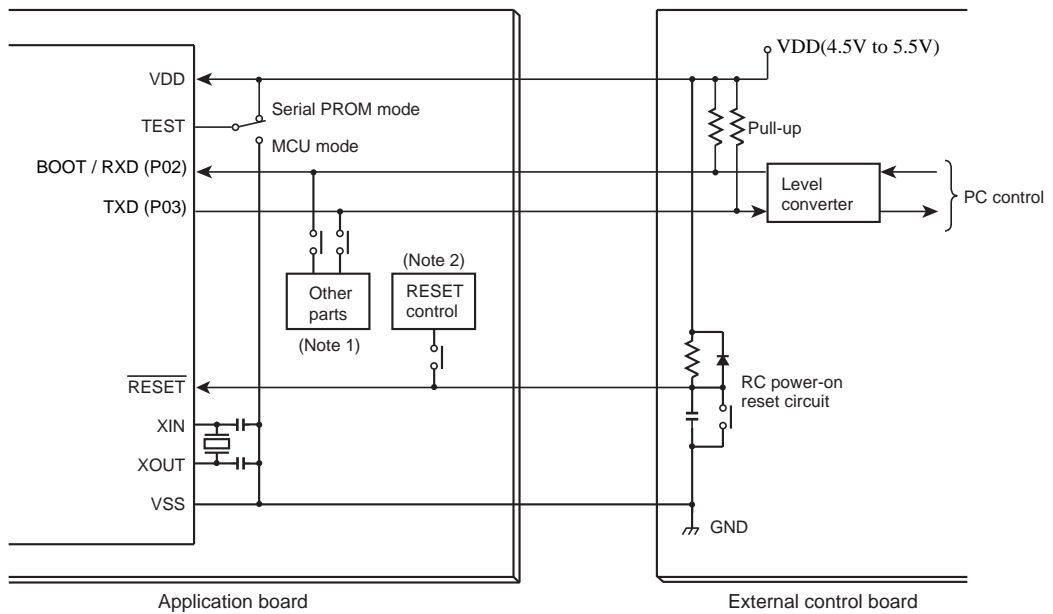 VDD(4.5V to 5.5V)
VDD
Serial PROM mode
TEST
Pull-up
MCU mode
BOOT / RXD (P02)
Level
converter
PC control
TXD (P03)
(Note 2)
Other
parts
RESET
control
(Note 1)
RESET
RC power-on
reset circuit
XIN
XOUT
VSS
GND
Application board
External control board